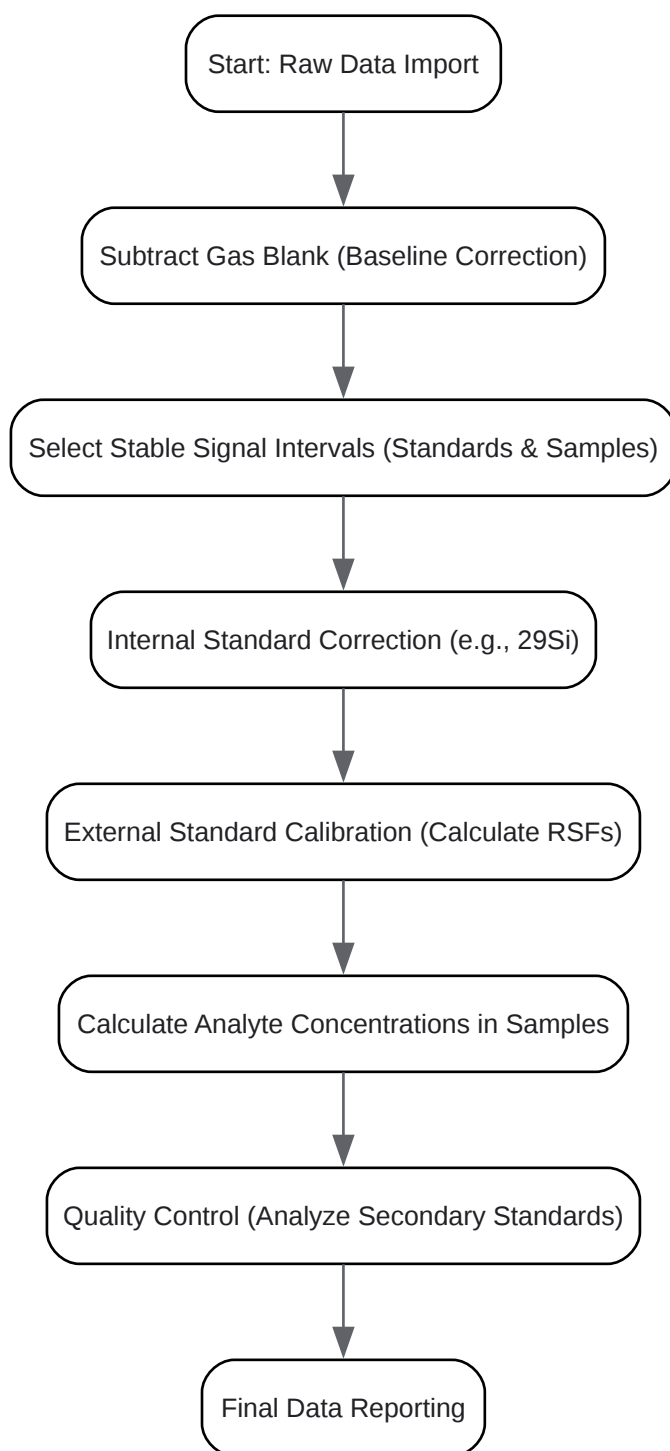 Start: Raw Data Import
Subtract Gas Blank (Baseline Correction)
Select Stable Signal Intervals (Standards & Samples)
Internal Standard Correction (e.g., 29Si)
External Standard Calibration (Calculate RSFs)
Calculate Analyte Concentrations in Samples
Quality Control (Analyze Secondary Standards)
Final Data Reporting